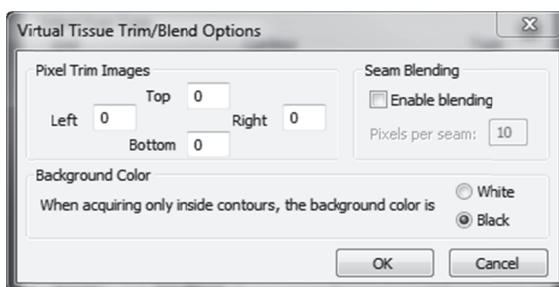 Virtual Tissue Trim/Blend Options
Pixel Trim Images
Top 0
Left 0
Right 0
Bottom 0
Seam Blending
Enable blending
Pixels per seam: 10
Background Color
When acquiring only inside contours, the background color is
White
Black
OK
Cancel